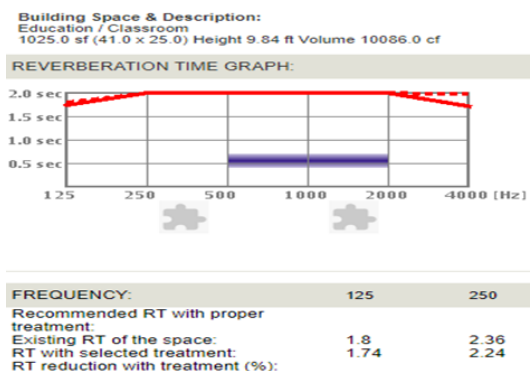 Building Space & Description:
Education / Classroom
1025.0 sf (41.0 x 25.0) Height 9.84 ft Volume 10086.0 cf
REVERBERATION TIME GRAPH:
2.0 sec
1.5 sec
1.0 sec
0.5 sec
125 250 500 1000 2000 4000 [Hz]
FREQUENCY: 125 250
Recommended RT with proper
treatment:
Existing RT of the space: 1.8 2.36
RT with selected treatment: 1.74 2.24
RT reduction with treatment (%):